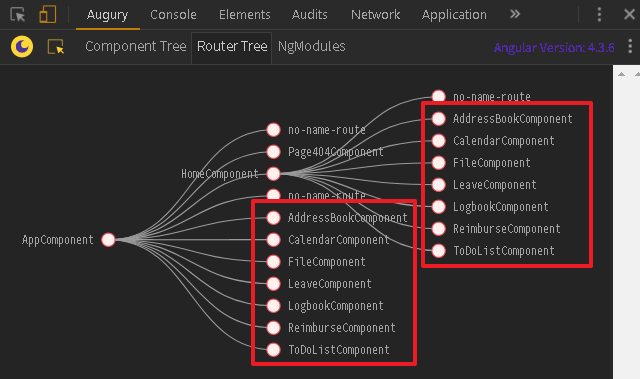 Augury Console Elements Audits Network Application »
Component Tree Router Tree NgModules Angular Version: 4.3.6
no-name-route
AddressBookComponent
CalendarComponent
FileComponent
LeaveComponent
LogbookComponent
ReimburseComponent
ToDoListComponent
no-name-route
Page404Component
HomeComponent
no-name-route
AddressBookComponent
CalendarComponent
FileComponent
LeaveComponent
LogbookComponent
ReimburseComponent
ToDoListComponent
AppComponent